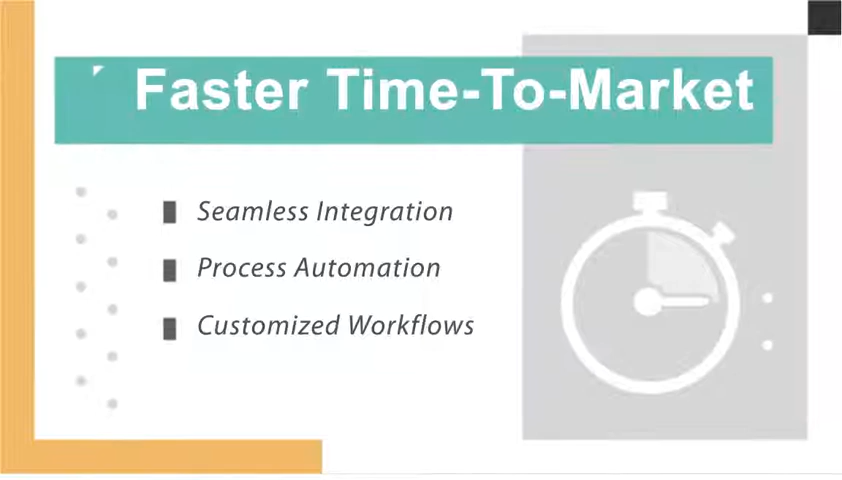 Faster Time-To-Market
Seamless Integration
Process Automation
Customized Workflows